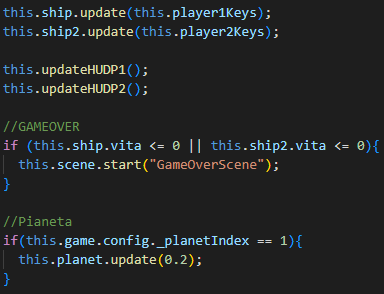 this.ship.update(this.player1Keys);
this.ship2.update(this.player2Keys);
this.updateHUDP1();
this.updateHUDP2();
//GAMEOVER
if (this.ship.vita <= 0 || this.ship2.vita <= 0){
this.scene.start("GameOverScene");
}
//Pianeta
if(this.game.config._planetIndex == 1){
this.planet.update(0.2);
}